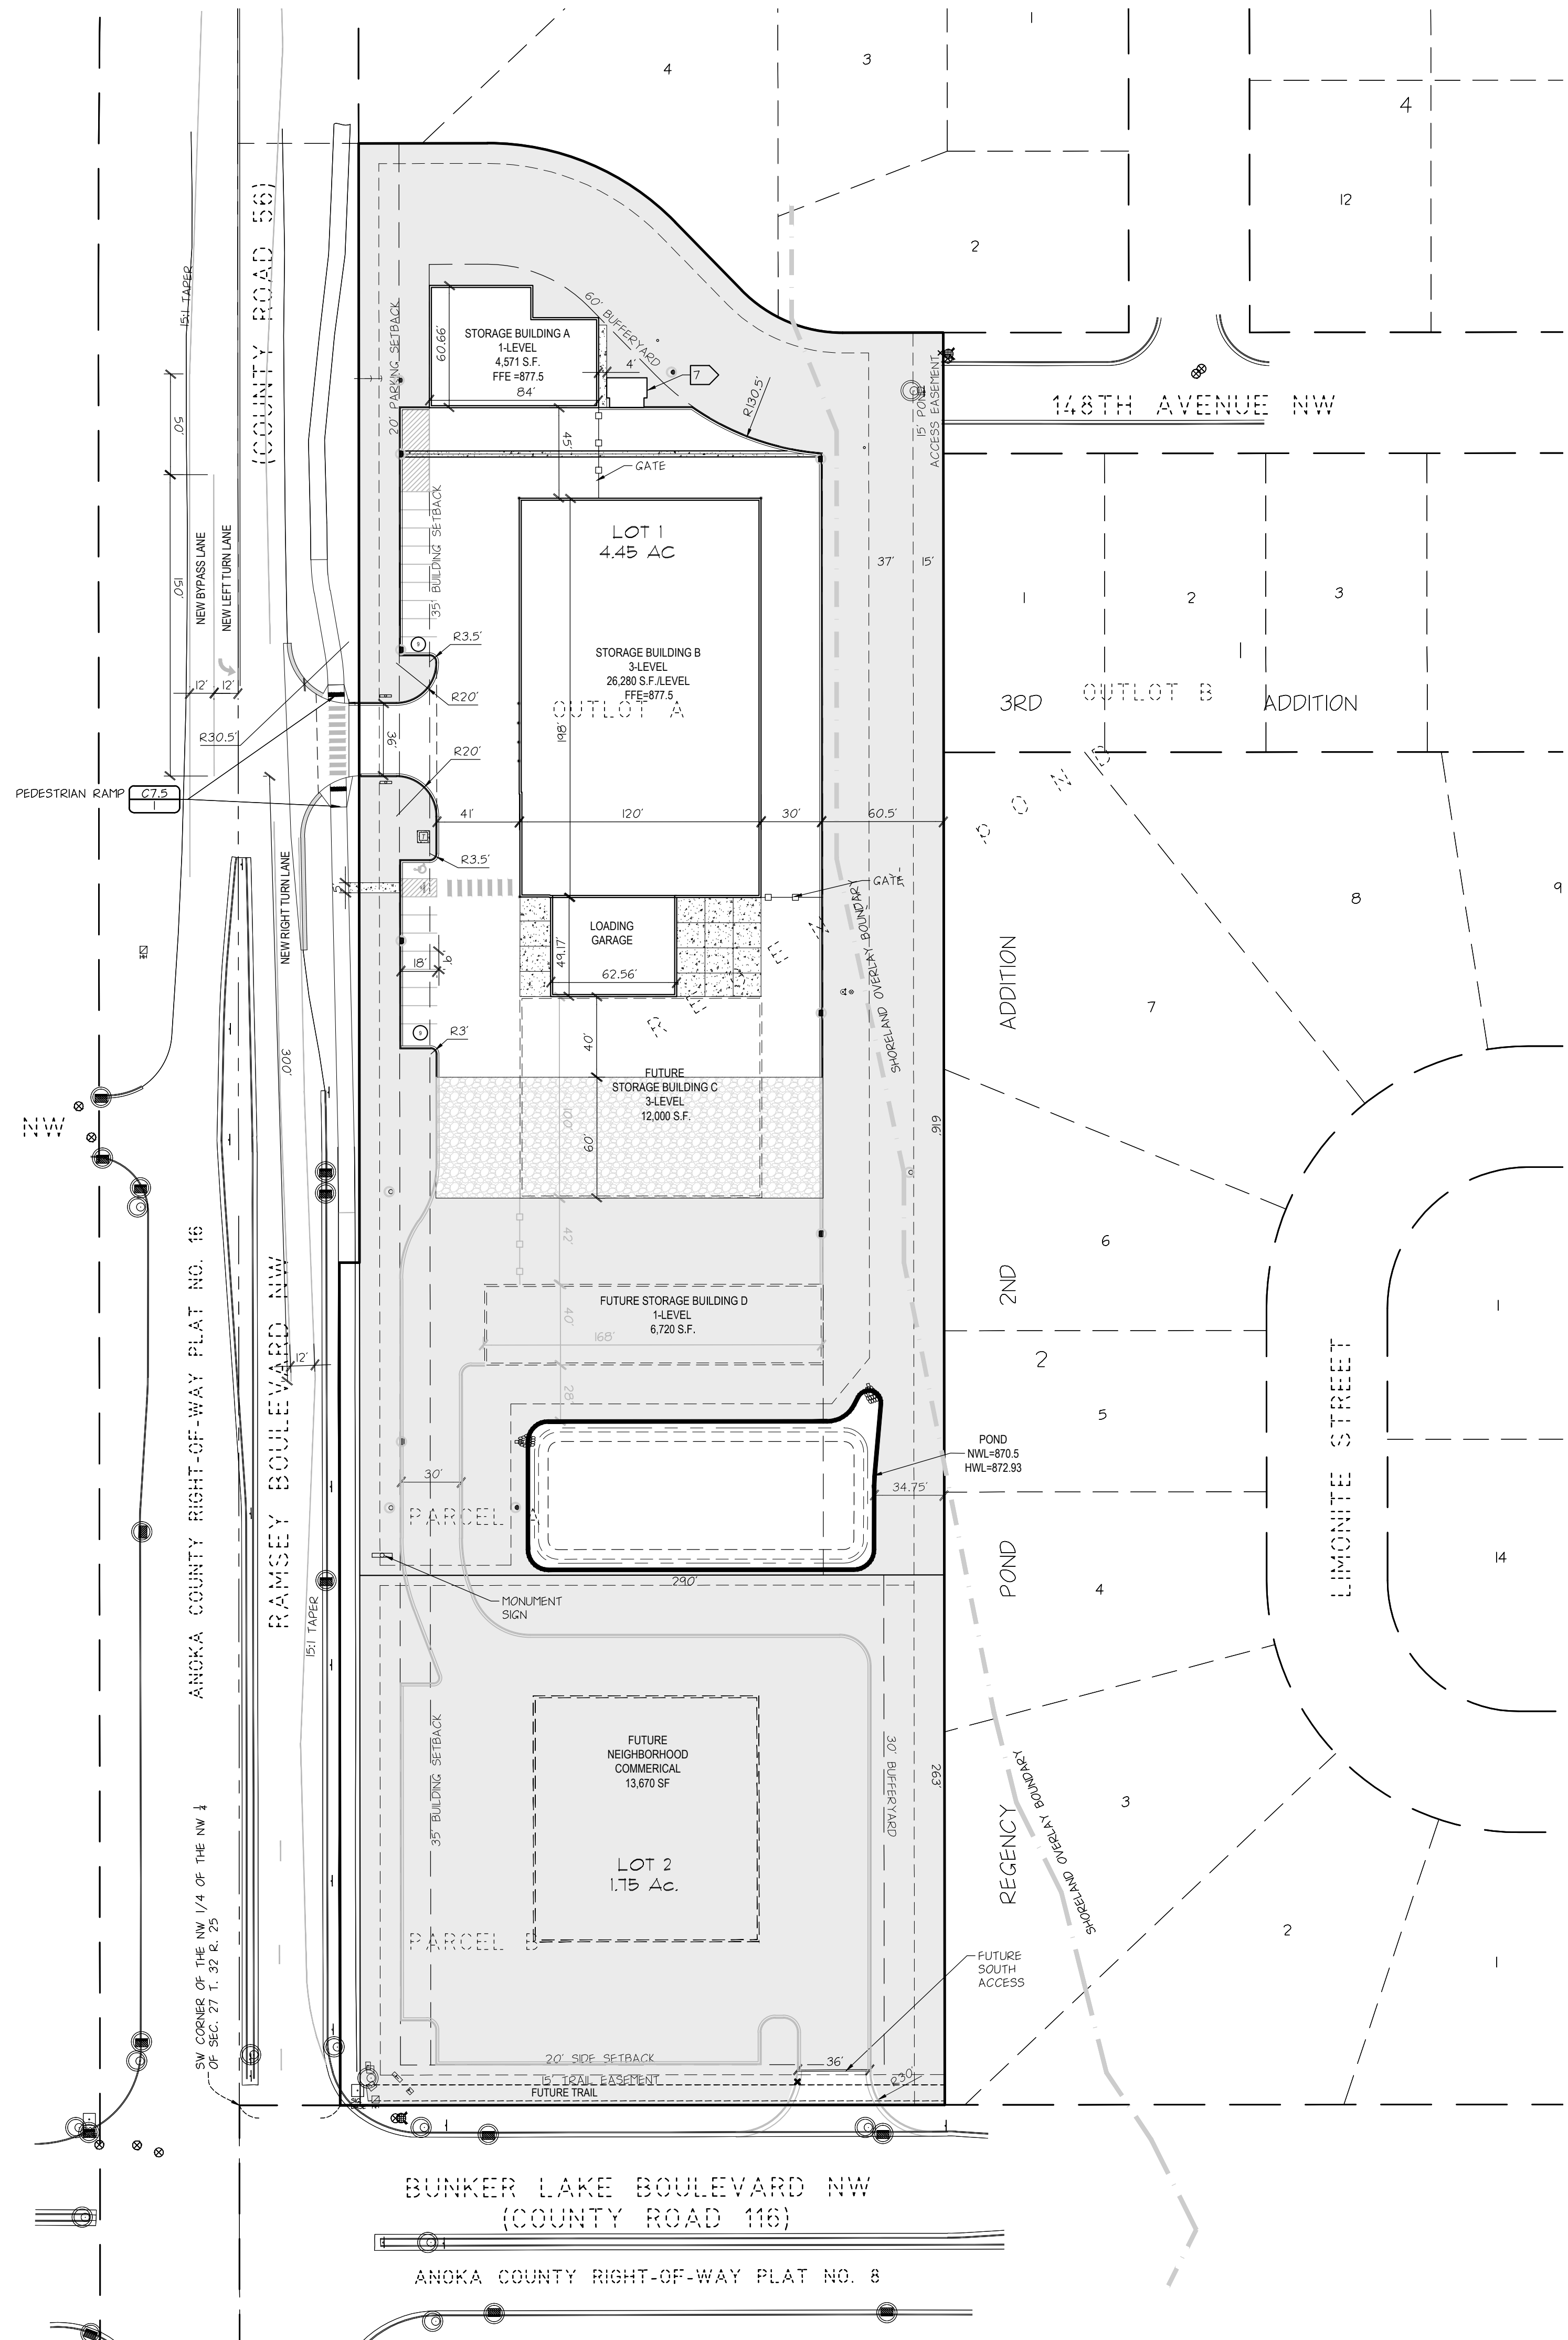 1
4
3
4
12
2
(COUNTY ROAD 56)
15:1 TAPER
20' PARKING SETBACK
60.66'
STORAGE BUILDING A
1-LEVEL
4,571 S.F.
FFE =877.5
84'
60' BUFFERYARD
4'
7
R130.5'
15' POND
ACCESS EASEMENT
148TH AVENUE NW
50'
150'
45'
GATE
35' BUILDING SETBACK
LOT 1
4.45 AC
37'
15'
1
2
3
1
NEW BYPASS LANE
NEW LEFT TURN LANE
12'
12'
9
R3.5'
R20'
STORAGE BUILDING B
3-LEVEL
26,280 S.F./LEVEL
FFE=877.5
OUTLOT A
198'
3RD
OUTLOT B
ADDITION
R30.5'
36'
R20'
PEDESTRIAN RAMP
C7.5
1
POND
41'
120'
30'
60.5'
T
R3.5'
5'
GATE
8
9
NEW RIGHT TURN LANE
LOADING
GARAGE
49.17'
62.56'
18'
9'
SHORELAND OVERLAY BOUNDARY
ADDITION
7
9
R3'
40'
300'
FUTURE
STORAGE BUILDING C
3-LEVEL
12,000 S.F.
100'
60'
616'
NW
6
42'
2ND
1
FUTURE STORAGE BUILDING D
1-LEVEL
6,720 S.F.
40'
168'
28'
12'
2
5
LIMONITE STREET
ANOKA COUNTY RIGHT-OF-WAY PLAT NO. 16
RAMSEY BOULEVARD NW
POND
NWL=870.5
HWL=872.93
30'
34.75'
PARCEL A
290'
MONUMENT
SIGN
15:1 TAPER
POND
4
14
35' BUILDING SETBACK
FUTURE
NEIGHBORHOOD
COMMERICAL
13,670 SF
30' BUFFERYARD
263'
SHORELAND OVERLAY BOUNDARY
3
REGENCY
LOT 2
1.75 Ac.
PARCEL B
2
1
SW CORNER OF THE NW 1/4 OF THE NW 1/4
OF SEC. 27 T. 32 R. 25
FUTURE
SOUTH
ACCESS
20' SIDE SETBACK
36'
15' TRAIL EASEMENT
R30'
FUTURE TRAIL
BUNKER LAKE BOULEVARD NW
(COUNTY ROAD 116)
ANOKA COUNTY RIGHT-OF-WAY PLAT NO. 8